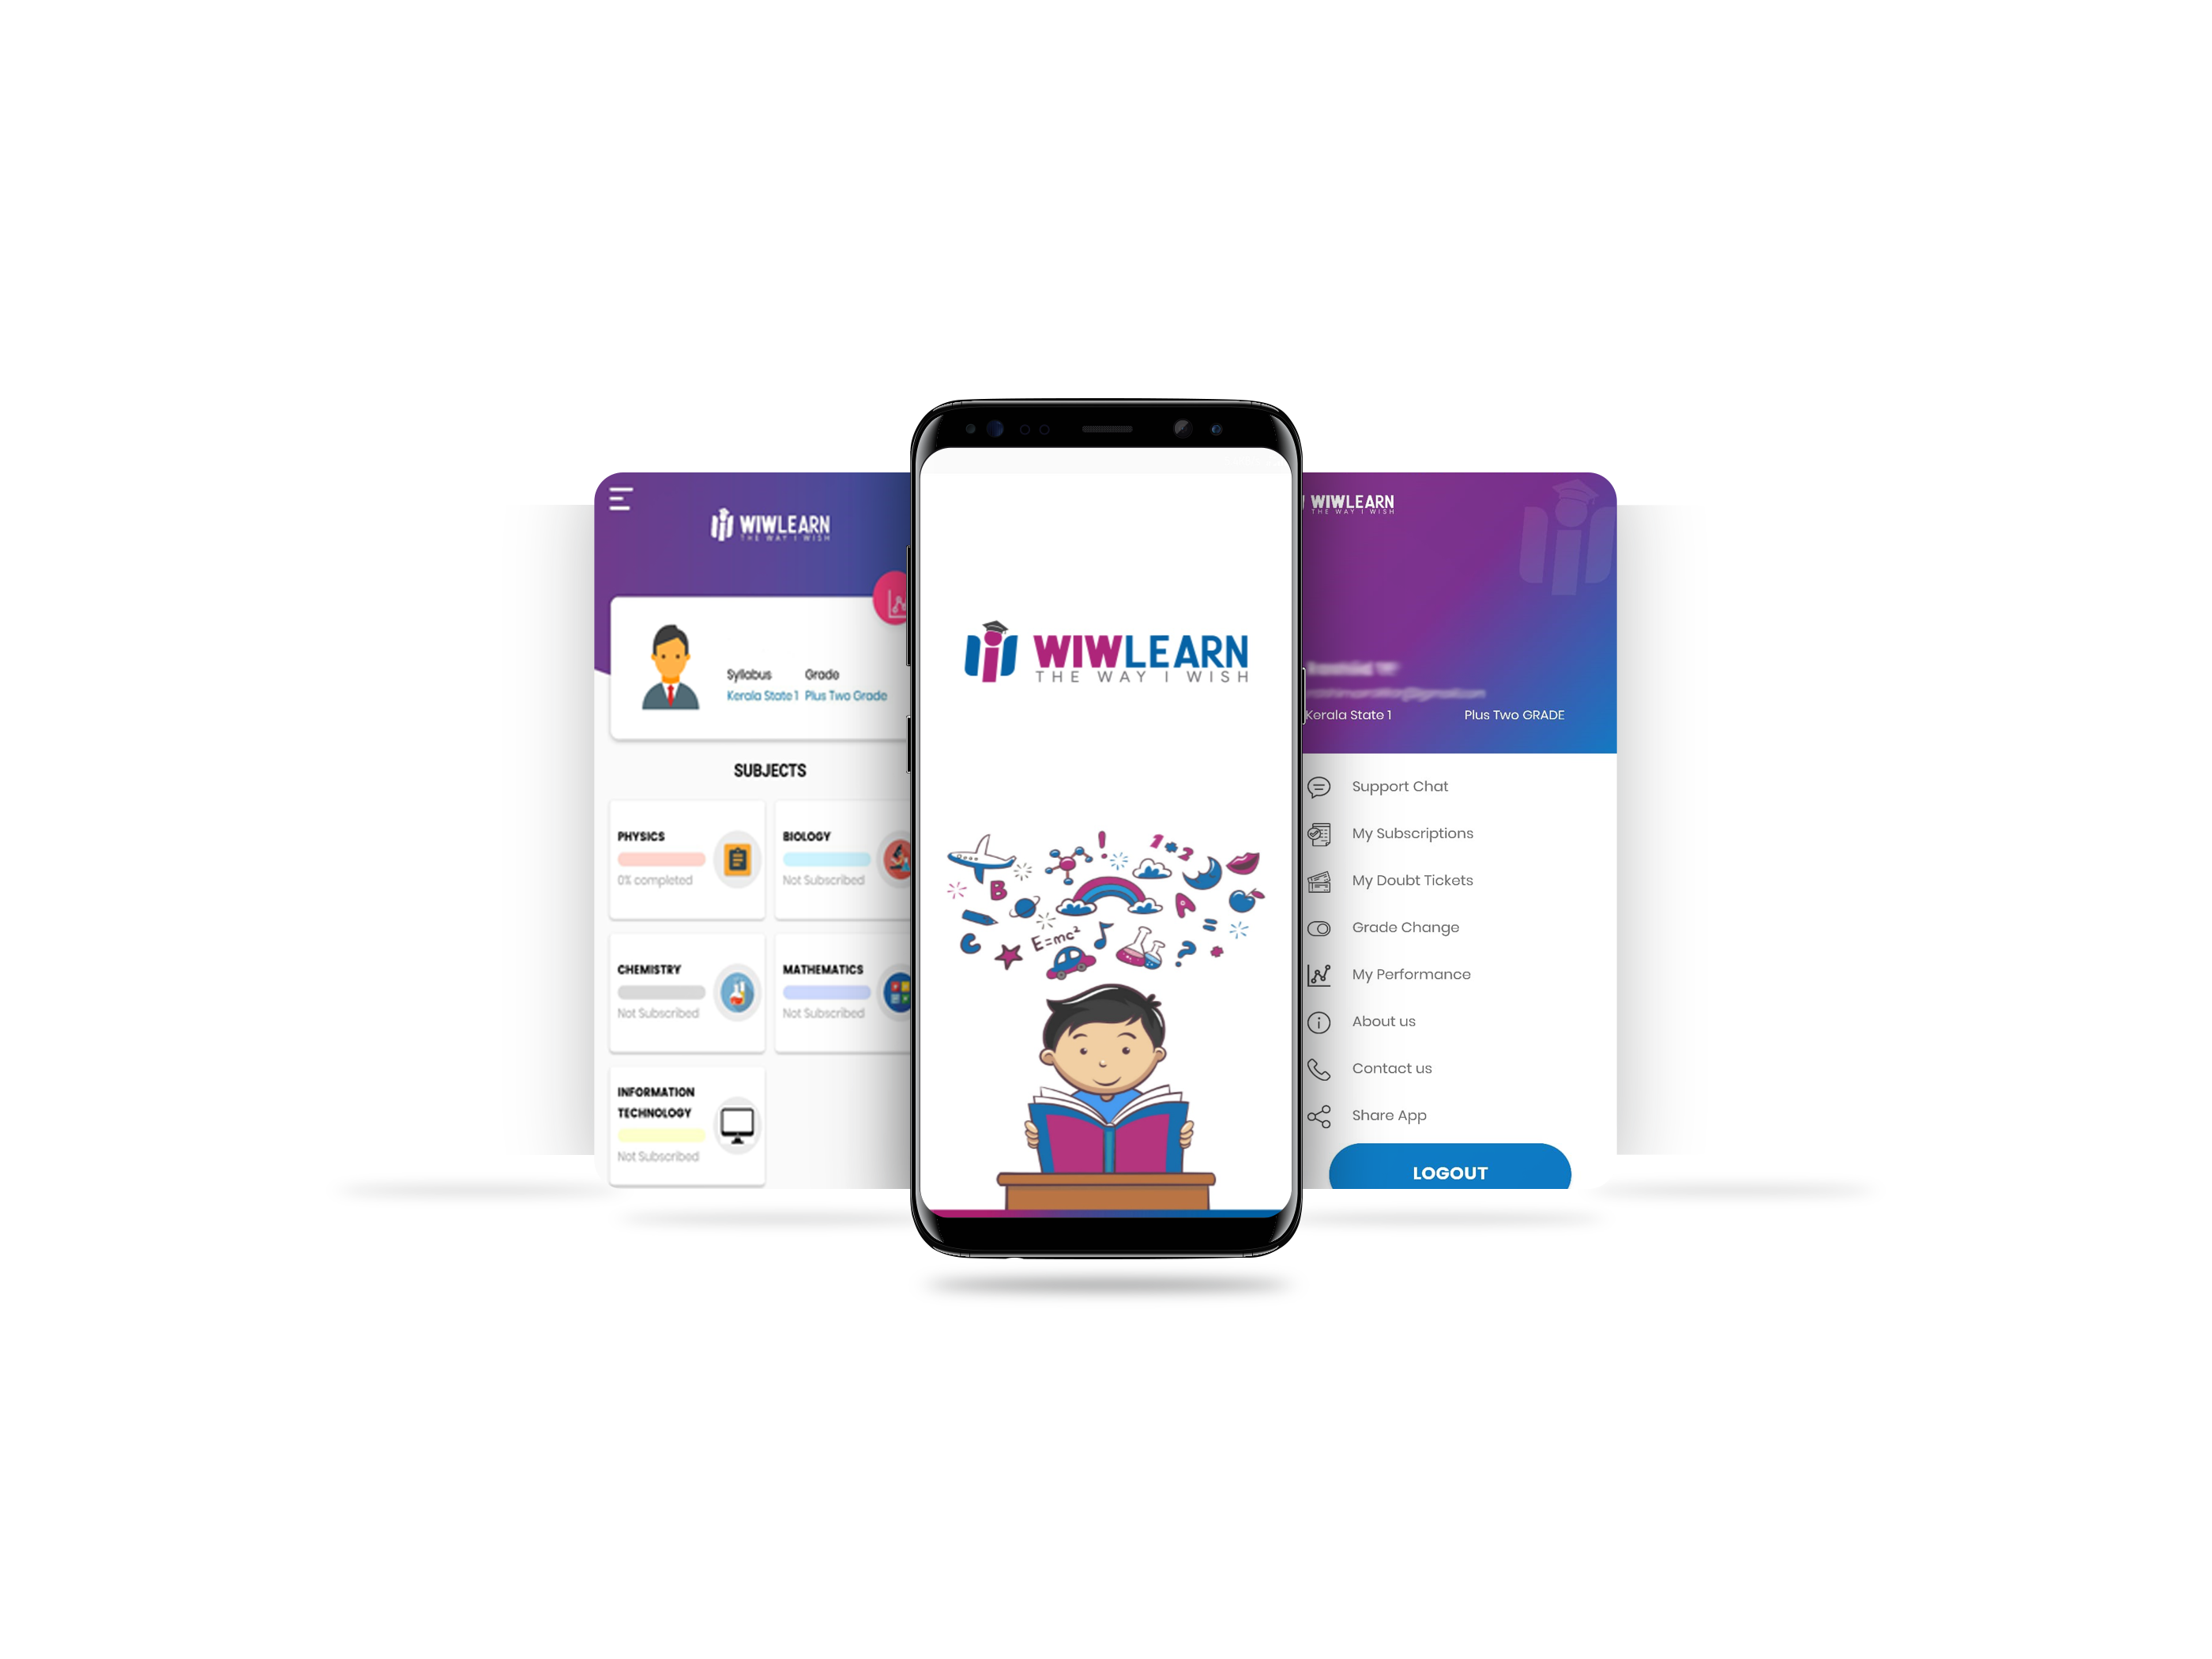 WIWLEARN
THE WAY I WISH
Syllabus Grade
Kerala State 1 Plus Two Grade
SUBJECTS
PHYSICS
0% completed
BIOLOGY
Not Subscribed
CHEMISTRY
Not Subscribed
MATHEMATICS
Not Subscribed
INFORMATION
TECHNOLOGY
Not Subscribed
WIWLEARN
THE WAY I WISH
! 1 * 2
B
A
C
E=mc²
=
? *
WIWLEARN
THE WAY I WISH
Kerala State 1 Plus Two GRADE
Support Chat
My Subscriptions
My Doubt Tickets
Grade Change
My Performance
About us
Contact us
Share App
LOGOUT